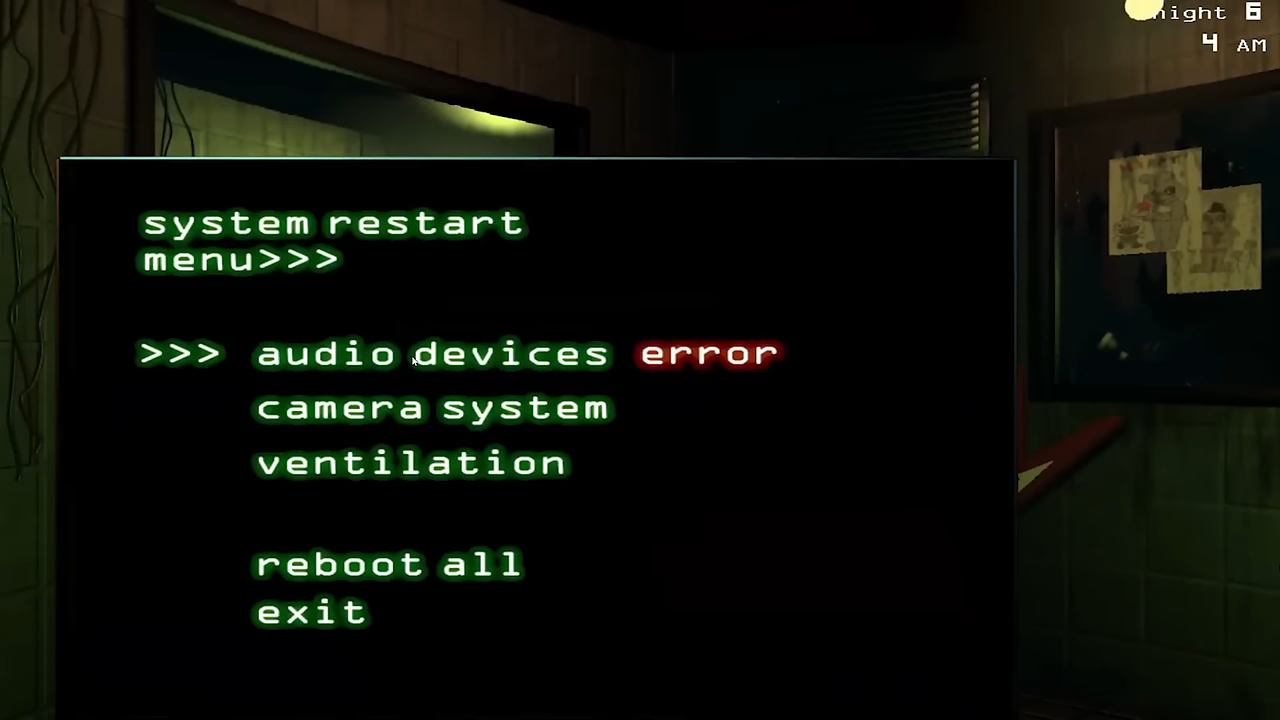 night 6
4 AM
system restart
menu>>>
>>> audio devices error
camera system
ventilation
reboot all
exit